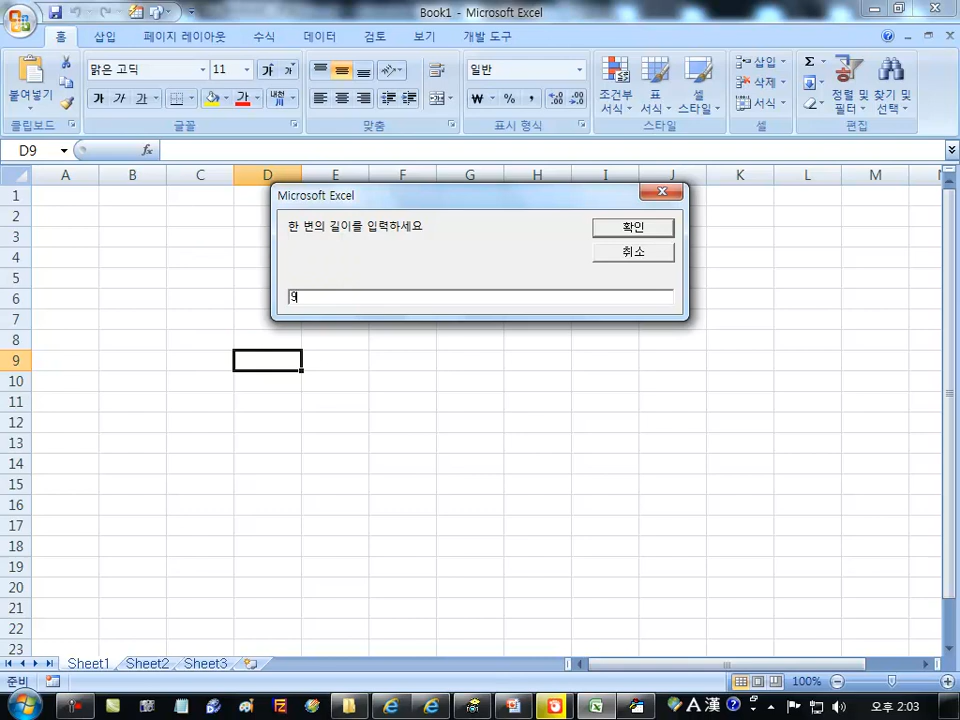 Book1 - Microsoft Excel
홈 삽입 페이지 레이아웃 수식 데이터 검토 보기 개발 도구
붙여넣기
클립보드
맑은 고딕 11
가 가 가 가 가 가
글꼴
맞춤
일반
₩ % ,
표시 형식
조건부 서식
표 서식
셀 스타일
스타일
삽입
삭제
서식
셀
Σ
정렬 및 필터
찾기 및 선택
편집
D9 fx
A B C D E F G H I J K L M N
1
2
3
4
5
6
7
8
9
10
11
12
13
14
15
16
17
18
19
20
21
22
23
Microsoft Excel
한 변의 길이를 입력하세요
확인
취소
9
Sheet1 Sheet2 Sheet3
준비 100%
A 漢 오후 2:03